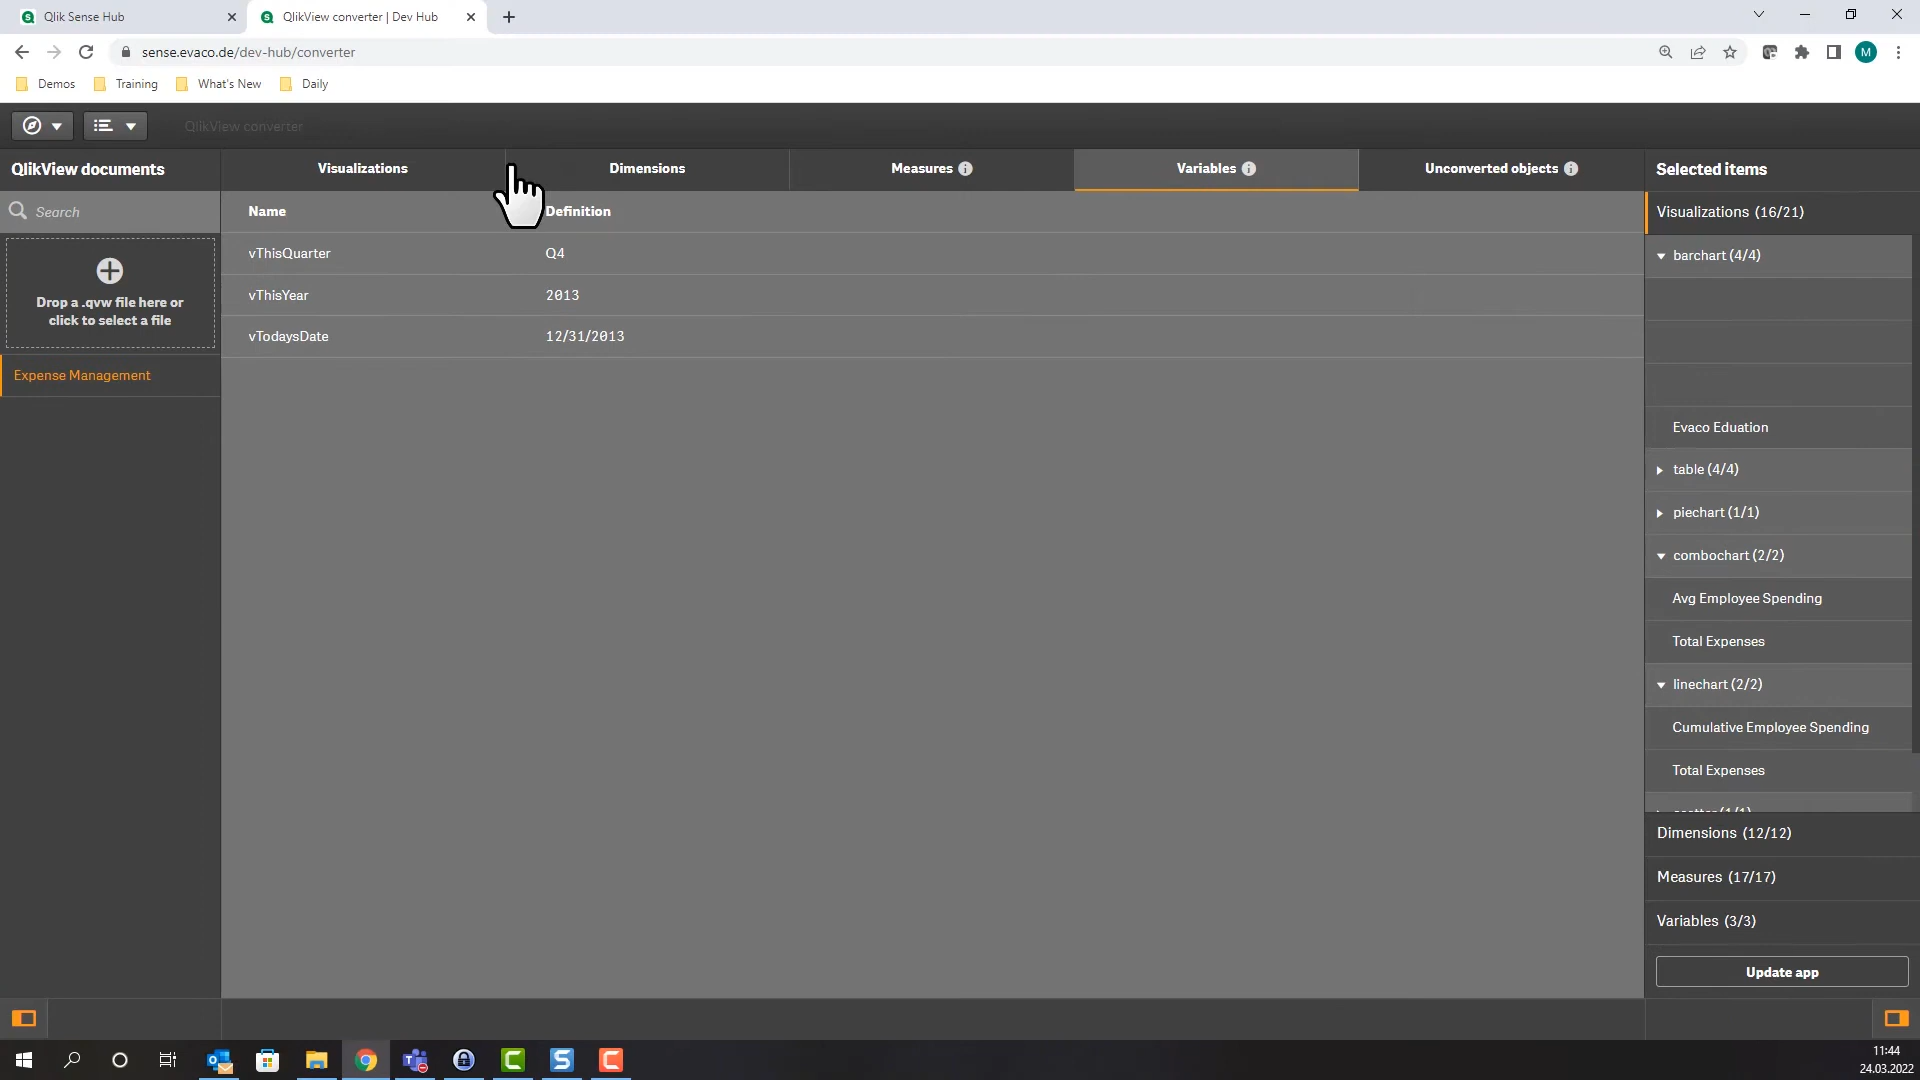 Qlik Sense Hub
QlikView converter | Dev Hub
sense.evaco.de/dev-hub/converter
M
Demos
Training
What's New
Daily
QlikView converter
QlikView documents
Visualizations
Dimensions
Measures
Variables
Unconverted objects
Selected items
Search
Name
Definition
Visualizations (16/21)
vThisQuarter
Q4
barchart (4/4)
Drop a .qvw file here or
click to select a file
vThisYear
2013
vTodaysDate
12/31/2013
Expense Management
Evaco Eduation
table (4/4)
piechart (1/1)
combochart (2/2)
Avg Employee Spending
Total Expenses
linechart (2/2)
Cumulative Employee Spending
Total Expenses
Dimensions (12/12)
Measures (17/17)
Variables (3/3)
Update app
11:44
24.03.2022